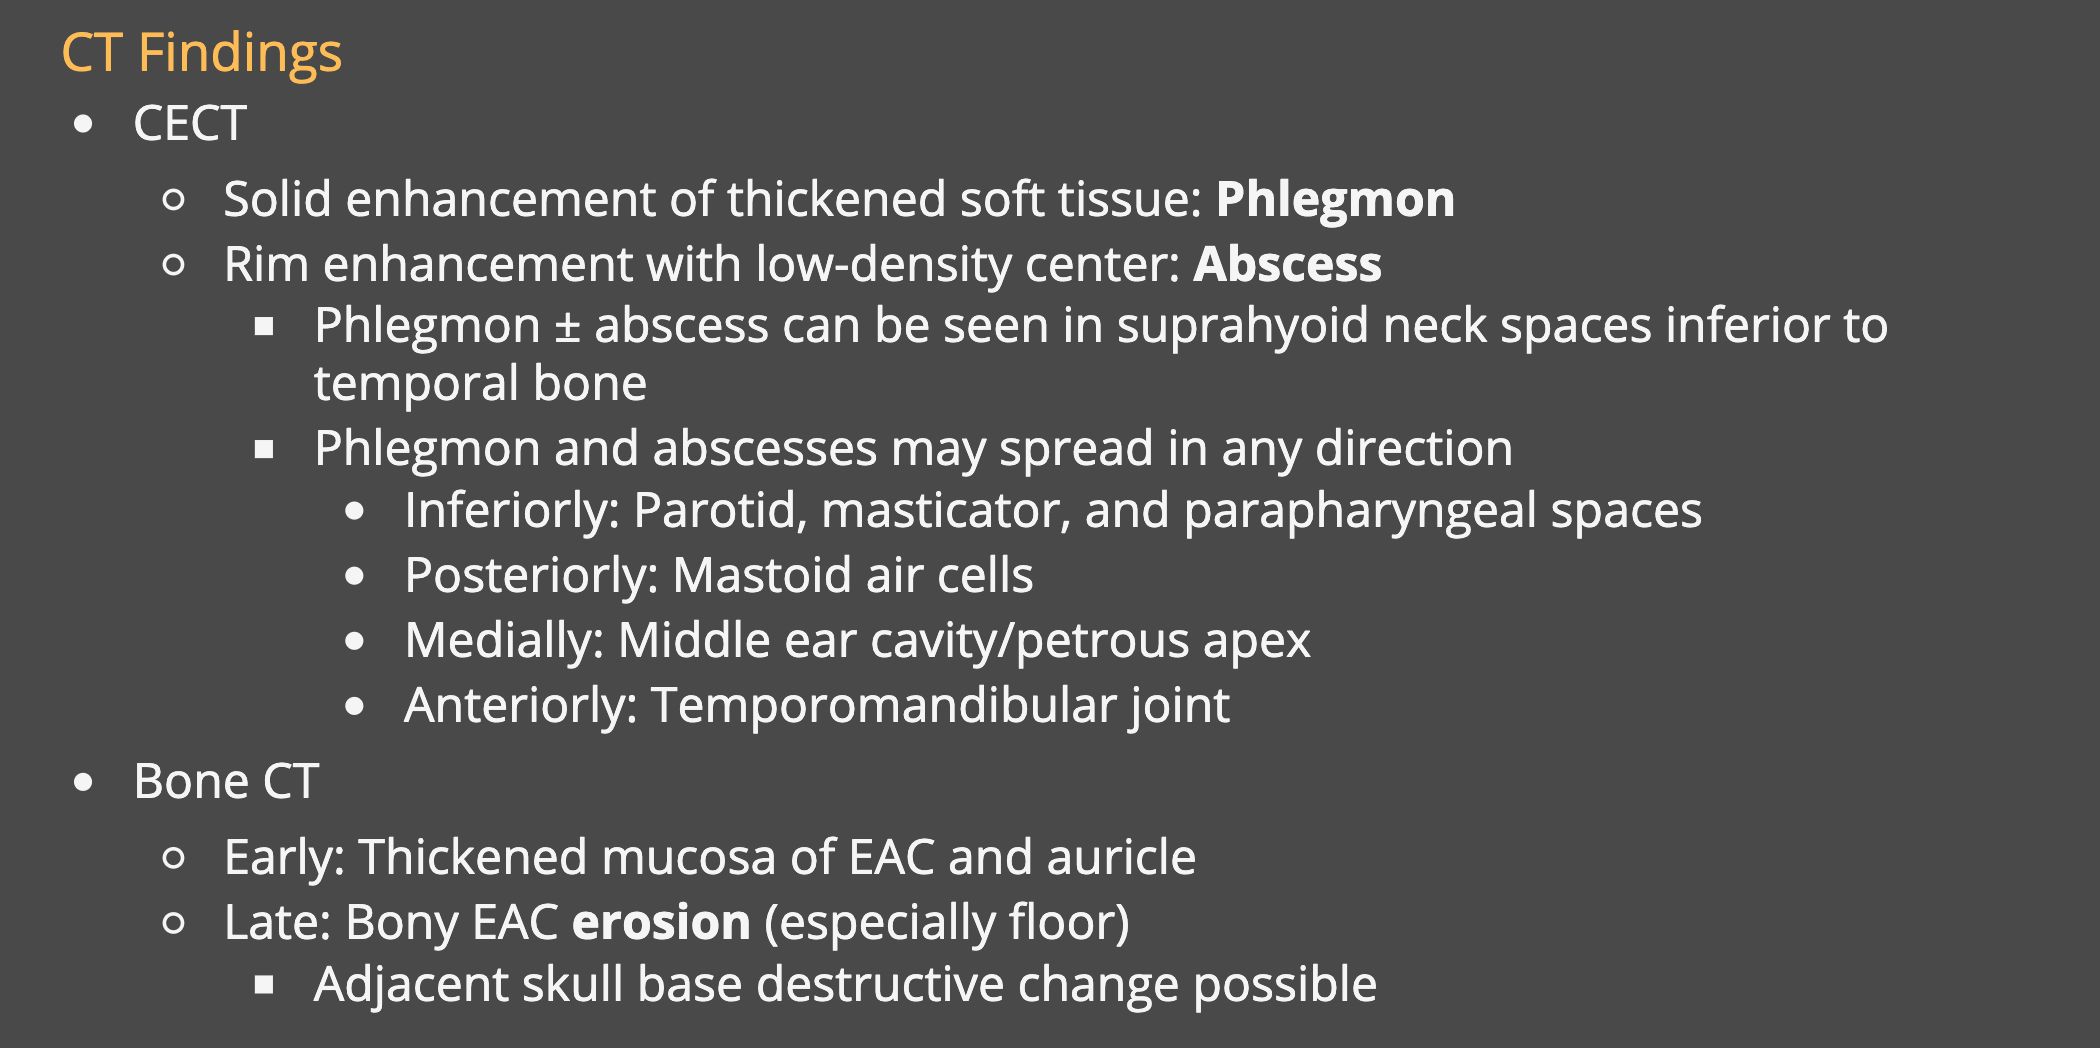 CT Findings
• CECT
○ Solid enhancement of thickened soft tissue: Phlegmon
○ Rim enhancement with low-density center: Abscess
■ Phlegmon ± abscess can be seen in suprahyoid neck spaces inferior to
temporal bone
■ Phlegmon and abscesses may spread in any direction
• Inferiorly: Parotid, masticator, and parapharyngeal spaces
• Posteriorly: Mastoid air cells
• Medially: Middle ear cavity/petrous apex
• Anteriorly: Temporomandibular joint
• Bone CT
○ Early: Thickened mucosa of EAC and auricle
○ Late: Bony EAC erosion (especially floor)
■ Adjacent skull base destructive change possible